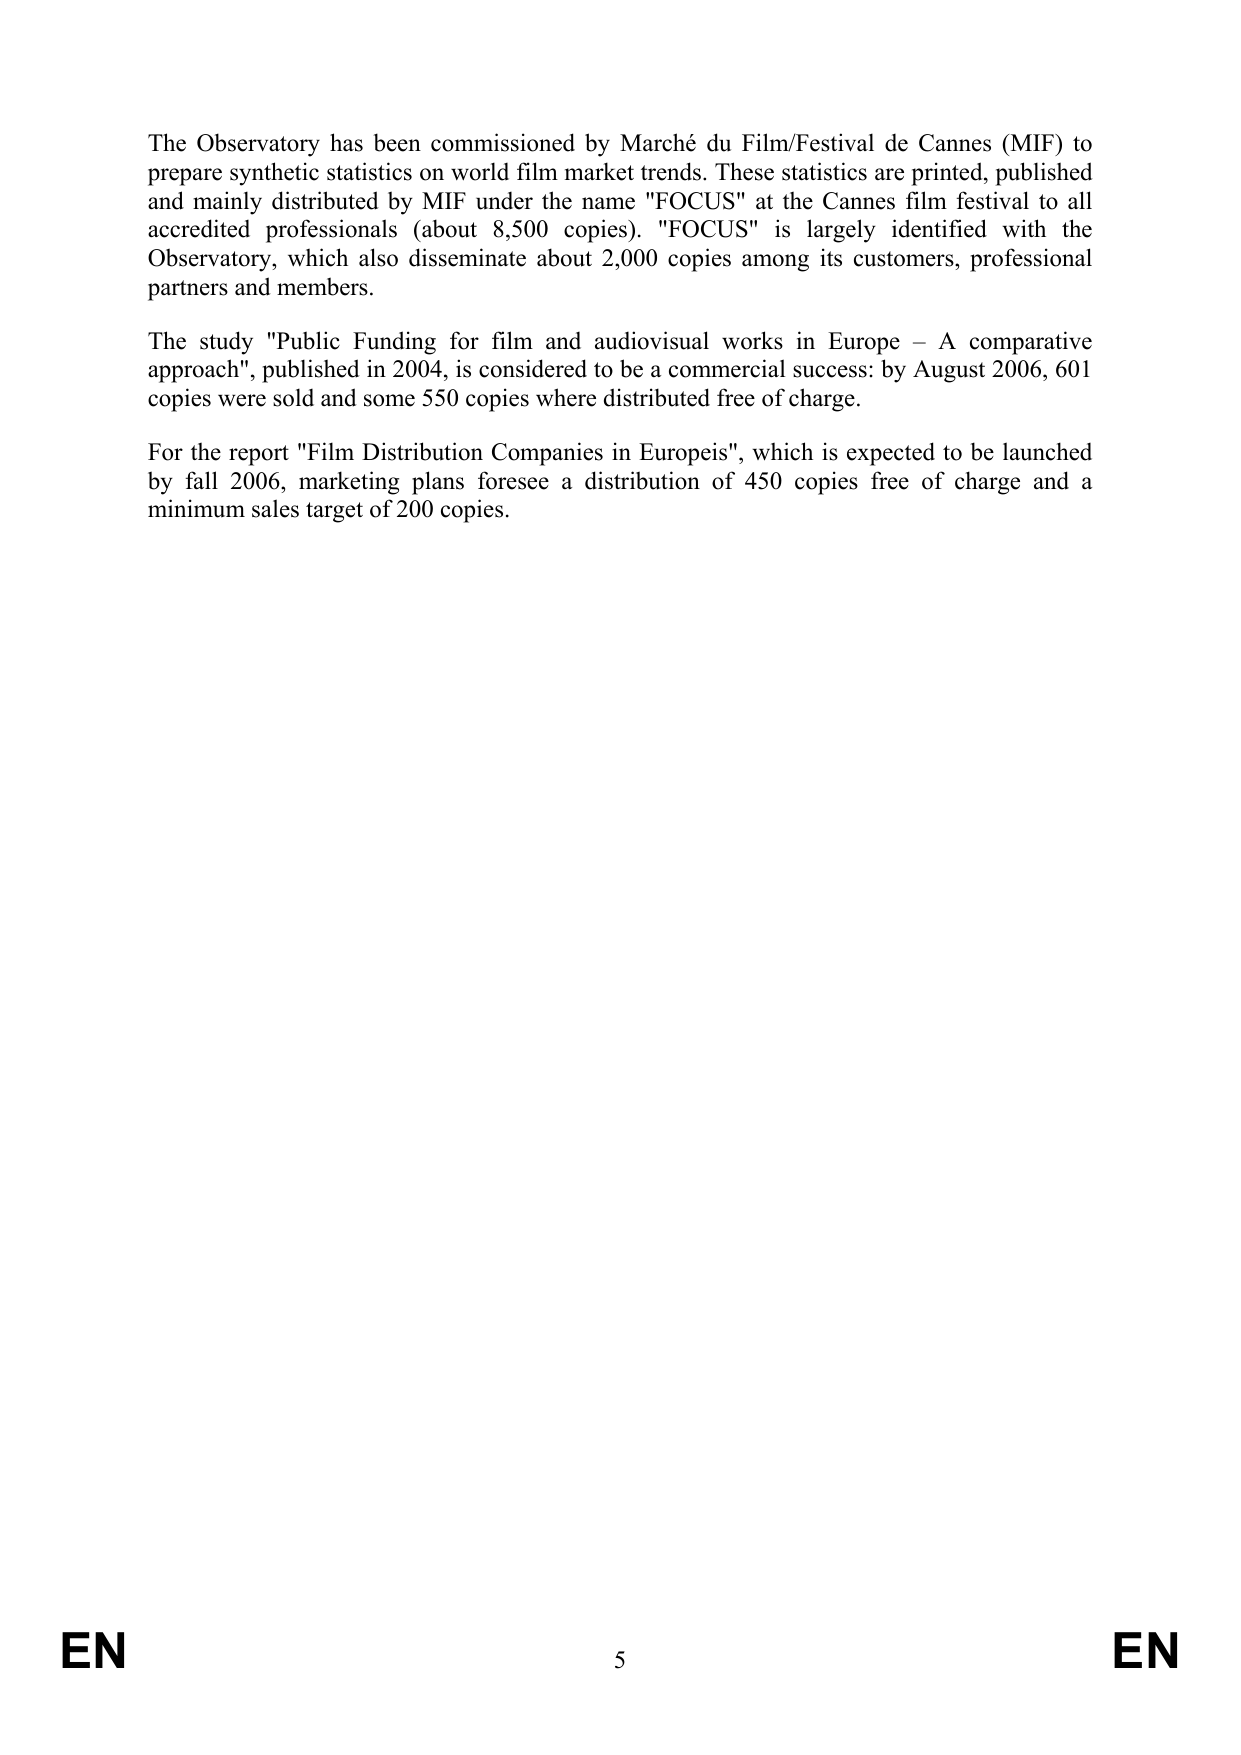 The Observatory has been commissioned by Marché du Film/Festival de Cannes (MIF) to
prepare synthetic statistics on world film market trends. These statistics are printed, published
and mainly distributed by MIF under the name "FOCUS" at the Cannes film festival to all
accredited professionals (about 8,500 copies). "FOCUS" is largely identified with the
Observatory, which also disseminate about 2,000 copies among its customers, professional
partners and members.
The study "Public Funding for film and audiovisual works in Europe – A comparative
approach", published in 2004, is considered to be a commercial success: by August 2006, 601
copies were sold and some 550 copies where distributed free of charge.
For the report "Film Distribution Companies in Europeis", which is expected to be launched
by fall 2006, marketing plans foresee a distribution of 450 copies free of charge and a
minimum sales target of 200 copies.
EN 5 EN